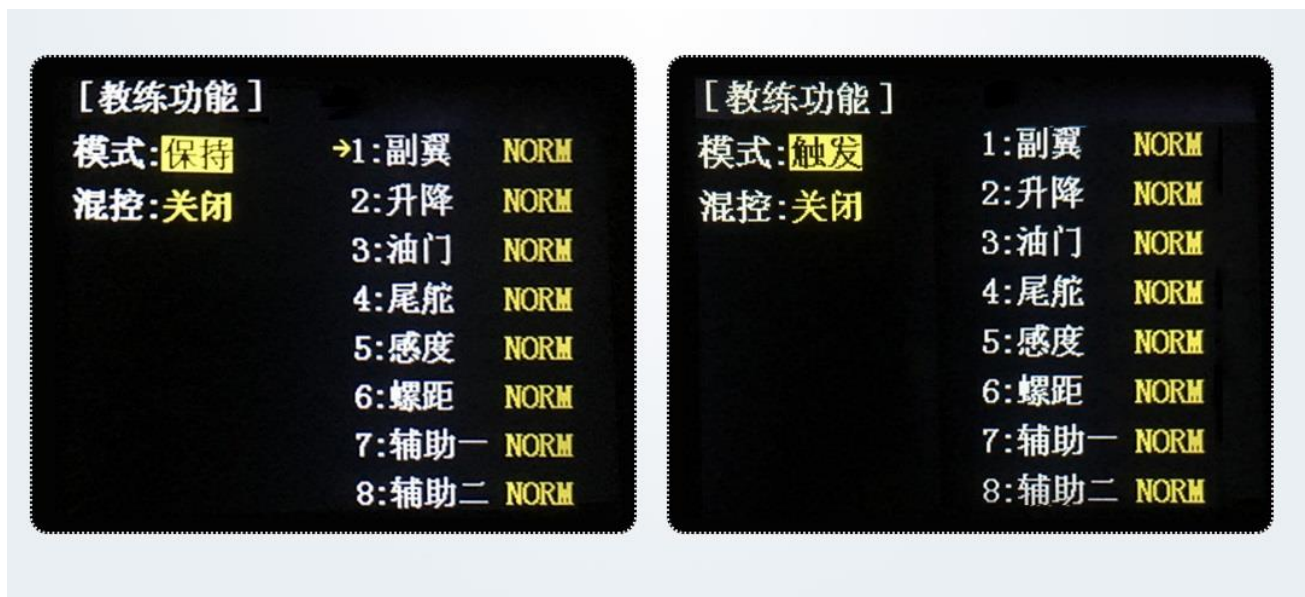 [教练功能]
模式:保持 →1:副翼 NORM
混控:关闭 2:升降 NORM
3:油门 NORM
4:尾舵 NORM
5:感度 NORM
6:螺距 NORM
7:辅助一 NORM
8:辅助二 NORM
[教练功能]
模式:触发 1:副翼 NORM
混控:关闭 2:升降 NORM
3:油门 NORM
4:尾舵 NORM
5:感度 NORM
6:螺距 NORM
7:辅助一 NORM
8:辅助二 NORM